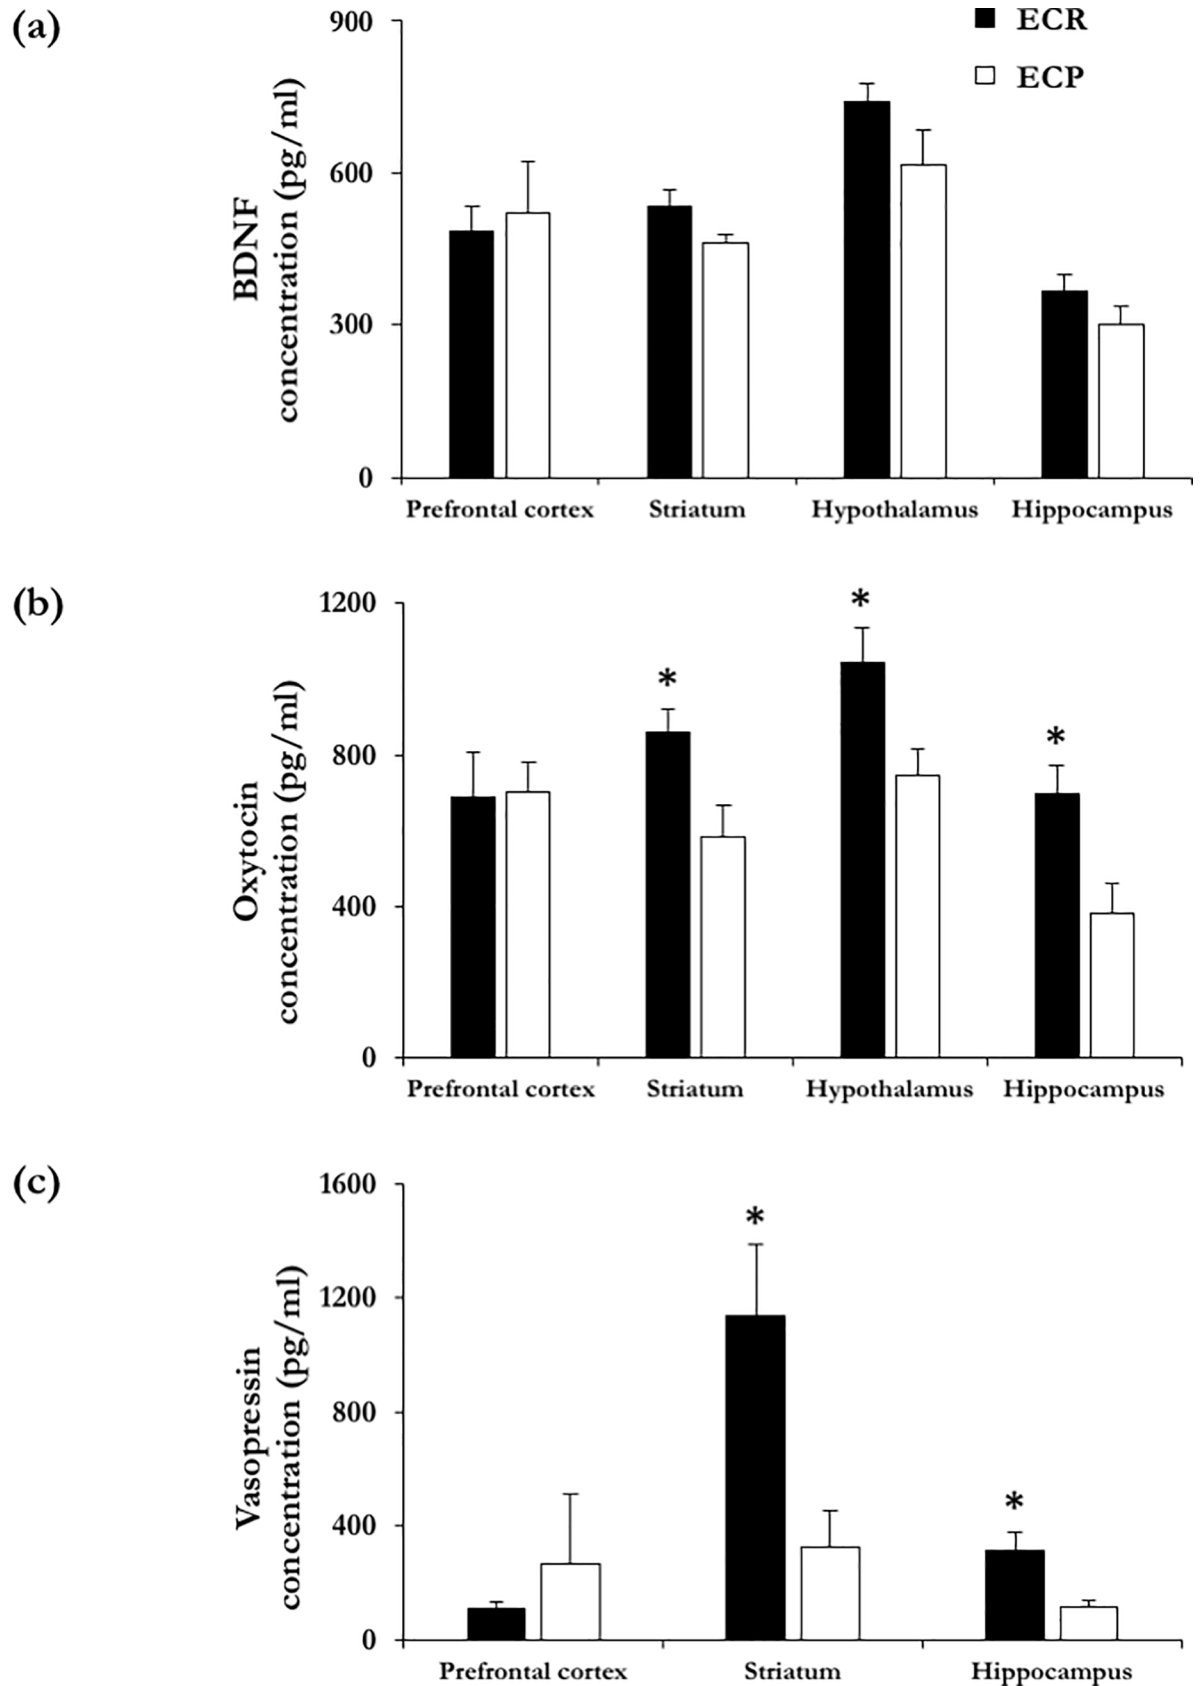 (a)
900
600
300
0
BDNF
concentration (pg/ml)
ECR
ECP
Prefrontal cortex Striatum Hypothalamus Hippocampus
(b)
1200
800
400
0
Oxytocin
concentration (pg/ml)
*
*
*
Prefrontal cortex Striatum Hypothalamus Hippocampus
(c)
1600
1200
800
400
0
Vasopressin
concentration (pg/ml)
*
*
Prefrontal cortex Striatum Hippocampus